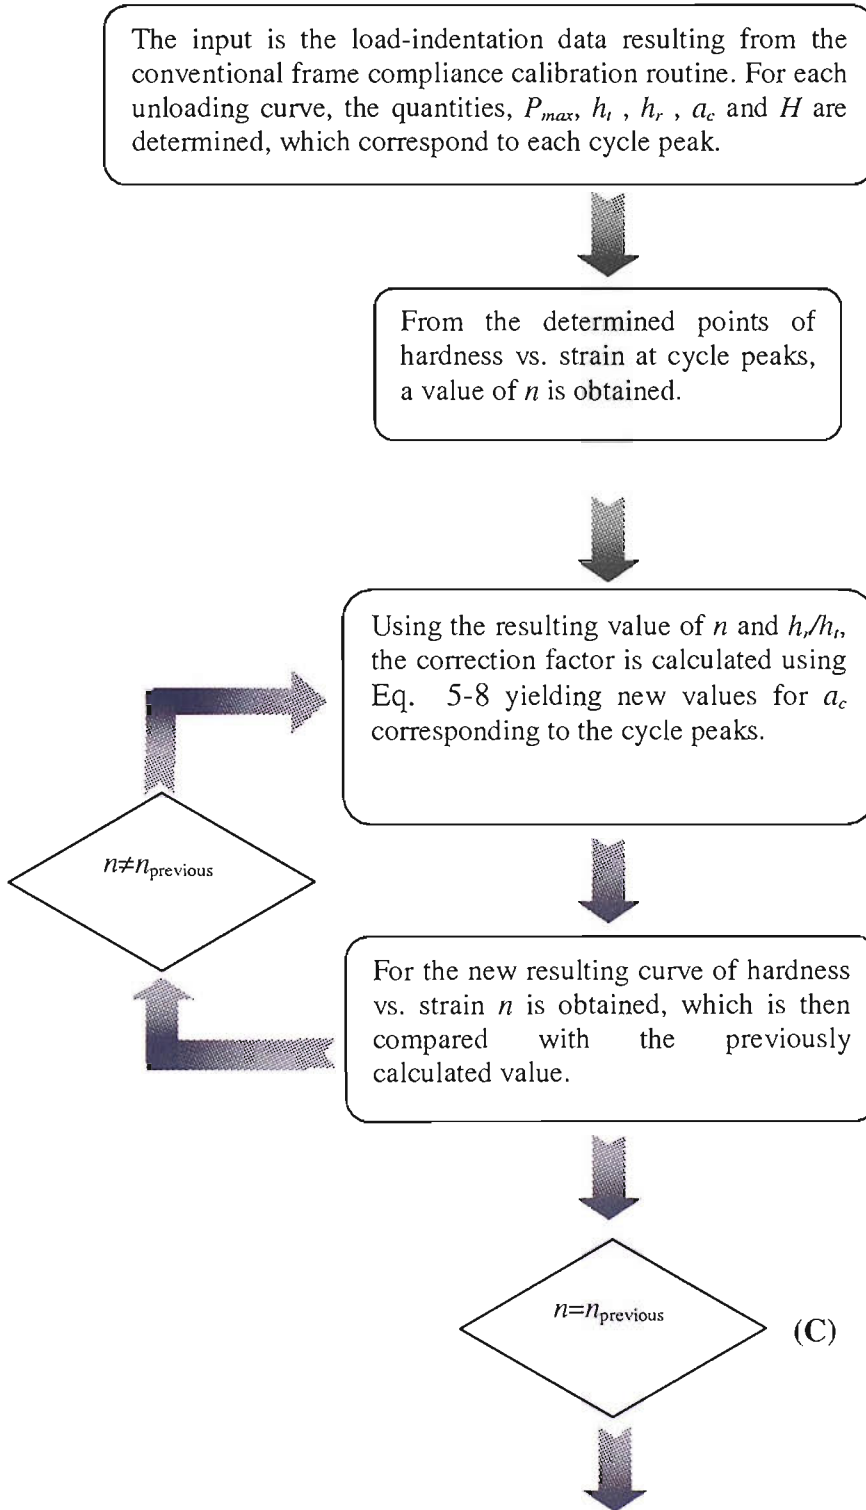 The input is the load-indentation data resulting from the
conventional frame compliance calibration routine. For each
unloading curve, the quantities, Pmax, ht , hr , ac and H are
determined, which correspond to each cycle peak.
From the determined points of
hardness vs. strain at cycle peaks,
a value of n is obtained.
Using the resulting value of n and hr/ht,
the correction factor is calculated using
Eq. 5-8 yielding new values for ac
corresponding to the cycle peaks.
n≠nprevious
For the new resulting curve of hardness
vs. strain n is obtained, which is then
compared with the previously
calculated value.
n=nprevious
(C)